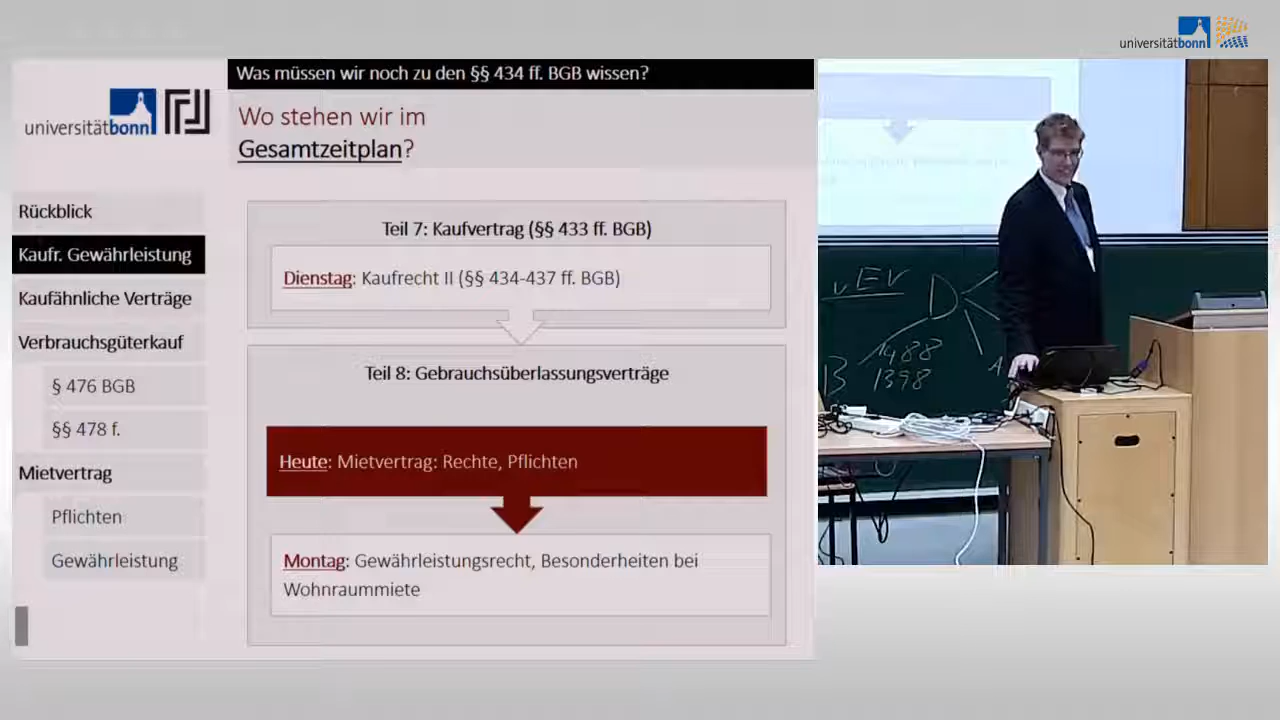 universitätbonn
Was müssen wir noch zu den §§ 434 ff. BGB wissen?
universitätbonn
Wo stehen wir im
Gesamtzeitplan?
Rückblick
Kaufr. Gewährleistung
Kaufähnliche Verträge
Verbrauchsgüterkauf
§ 476 BGB
§§ 478 f.
Mietvertrag
Pflichten
Gewährleistung
Teil 7: Kaufvertrag (§§ 433 ff. BGB)
Dienstag: Kaufrecht II (§§ 434-437 ff. BGB)
Teil 8: Gebrauchsüberlassungsverträge
Heute: Mietvertrag: Rechte, Pflichten
Montag: Gewährleistungsrecht, Besonderheiten bei
Wohnraummiete
vEV
D
1488
1398
B
A